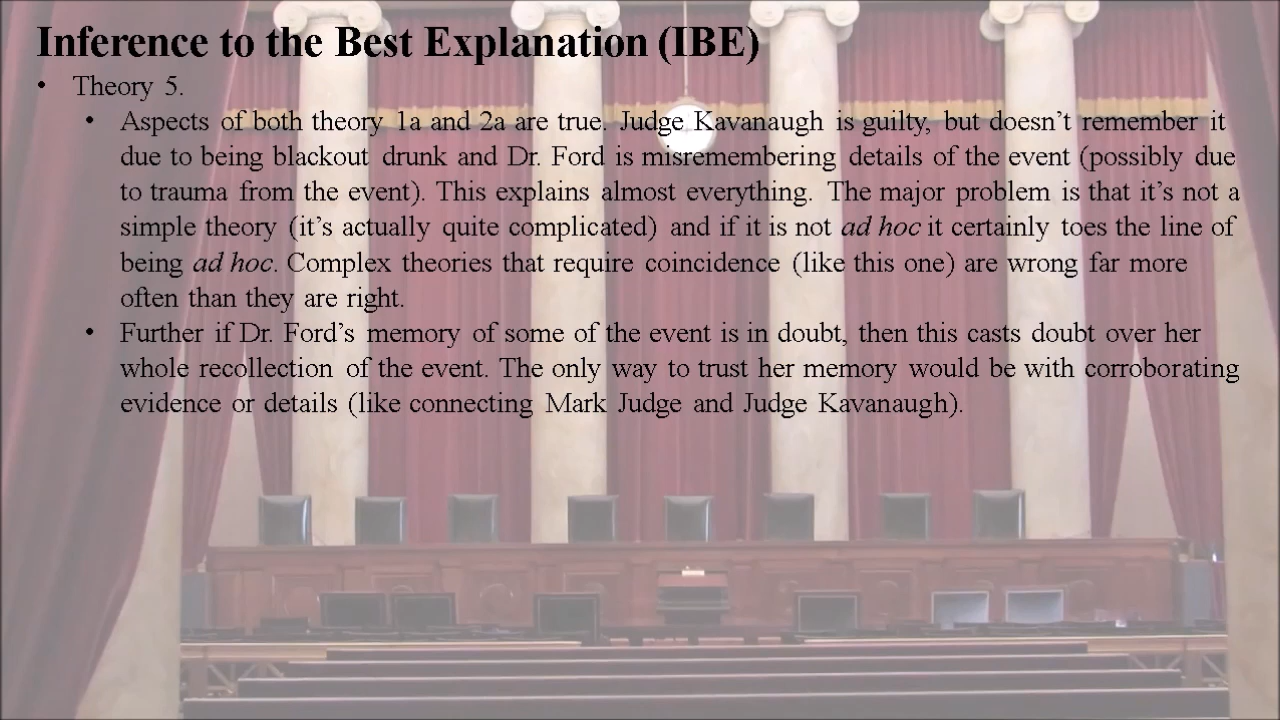 Inference to the Best Explanation (IBE)
• Theory 5.
• Aspects of both theory 1a and 2a are true. Judge Kavanaugh is guilty, but doesn’t remember it
due to being blackout drunk and Dr. Ford is misremembering details of the event (possibly due
to trauma from the event). This explains almost everything. The major problem is that it’s not a
simple theory (it’s actually quite complicated) and if it is not ad hoc it certainly toes the line of
being ad hoc. Complex theories that require coincidence (like this one) are wrong far more
often than they are right.
• Further if Dr. Ford’s memory of some of the event is in doubt, then this casts doubt over her
whole recollection of the event. The only way to trust her memory would be with corroborating
evidence or details (like connecting Mark Judge and Judge Kavanaugh).